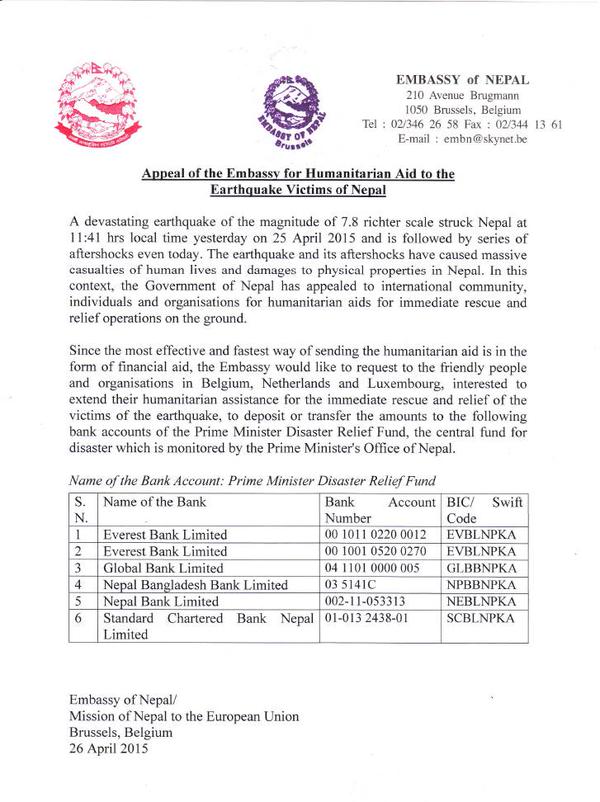 EMBASSY of NEPAL
210 Avenue Brugmann
1050 Brussels, Belgium
Tel : 02/346 26 58 Fax : 02/344 13 61
E-mail : embn@skynet.be
EMBASSY OF NEPAL
Brussels
Appeal of the Embassy for Humanitarian Aid to the
Earthquake Victims of Nepal
A devastating earthquake of the magnitude of 7.8 richter scale struck Nepal at
11:41 hrs local time yesterday on 25 April 2015 and is followed by series of
aftershocks even today. The earthquake and its aftershocks have caused massive
casualties of human lives and damages to physical properties in Nepal. In this
context, the Government of Nepal has appealed to international community,
individuals and organisations for humanitarian aids for immediate rescue and
relief operations on the ground.
Since the most effective and fastest way of sending the humanitarian aid is in the
form of financial aid, the Embassy would like to request to the friendly people
and organisations in Belgium, Netherlands and Luxembourg, interested to
extend their humanitarian assistance for the immediate rescue and relief of the
victims of the earthquake, to deposit or transfer the amounts to the following
bank accounts of the Prime Minister Disaster Relief Fund, the central fund for
disaster which is monitored by the Prime Minister's Office of Nepal.
Name of the Bank Account: Prime Minister Disaster Relief Fund
S. Name of the Bank Bank Account BIC/ Swift
N. Number Code
1 Everest Bank Limited 00 1011 0220 0012 EVBLNPKA
2 Everest Bank Limited 00 1001 0520 0270 EVBLNPKA
3 Global Bank Limited 04 1101 0000 005 GLBBNPKA
4 Nepal Bangladesh Bank Limited 03 5141C NPBBNPKA
5 Nepal Bank Limited 002-11-053313 NEBLNPKA
6 Standard Chartered Bank Nepal 01-013 2438-01 SCBLNPKA
Limited
Embassy of Nepal/
Mission of Nepal to the European Union
Brussels, Belgium
26 April 2015